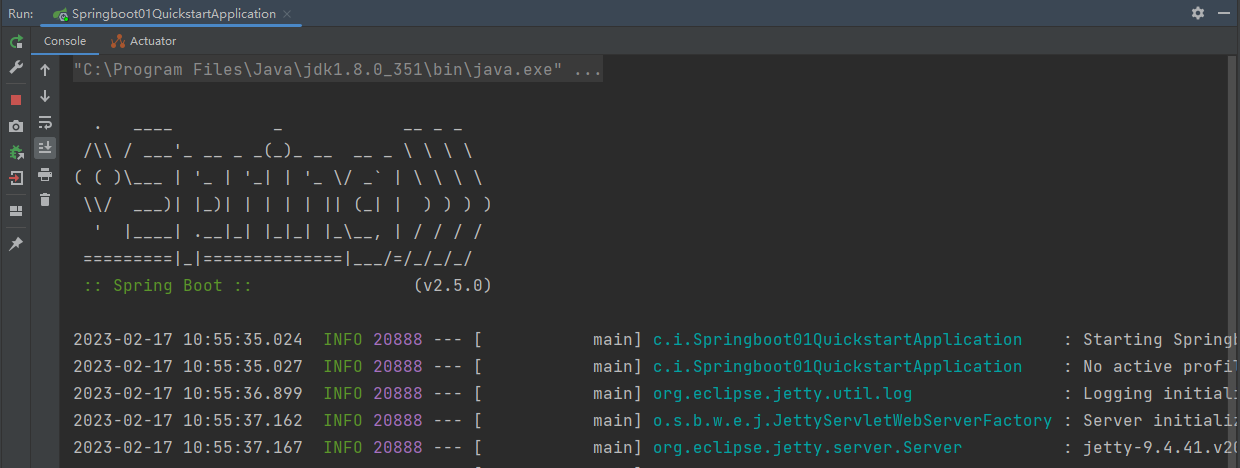 Run: Springboot01QuickstartApplication
Console Actuator
"C:\Program Files\Java\jdk1.8.0_351\bin\java.exe" ...
  .   ____          _            __ _ _
 /\\ / ___'_ __ _ _(_)_ __  __ _ \ \ \ \
( ( )\___ | '_ | '_| | '_ \/ _` | \ \ \ \
 \\/  ___)| |_)| | | | | || (_| |  ) ) ) )
  '  |____| .__|_| |_|_| |_\__, | / / / /
 =========|_|==============|___/=/_/_/_/
 :: Spring Boot ::                (v2.5.0)
2023-02-17 10:55:35.024  INFO 20888 --- [           main] c.i.Springboot01QuickstartApplication    : Starting Springb
2023-02-17 10:55:35.027  INFO 20888 --- [           main] c.i.Springboot01QuickstartApplication    : No active profil
2023-02-17 10:55:36.899  INFO 20888 --- [           main] org.eclipse.jetty.util.log               : Logging initiali
2023-02-17 10:55:37.162  INFO 20888 --- [           main] o.s.b.w.e.j.JettyServletWebServerFactory : Server initializ
2023-02-17 10:55:37.167  INFO 20888 --- [           main] org.eclipse.jetty.server.Server          : jetty-9.4.41.v20